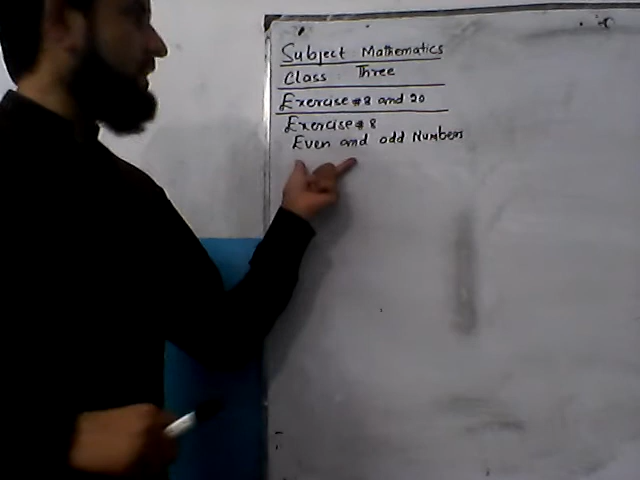 Subject: Mathematics
Class: Three
Exercise # 8 and 20
Exercise # 8
Even and odd Numbers